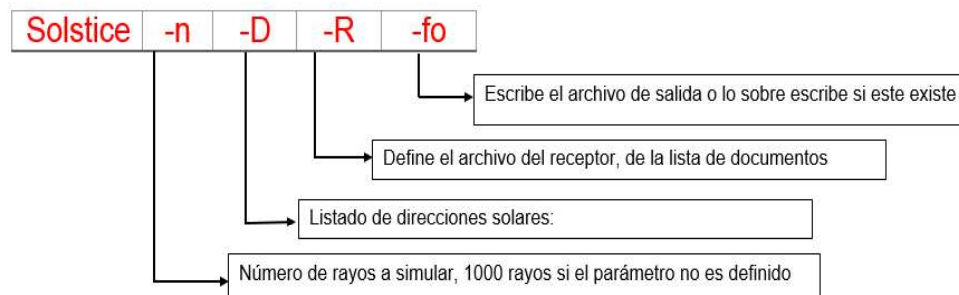 Solstice -n -D -R -fo
Escribe el archivo de salida o lo sobre escribe si este existe
Define el archivo del receptor, de la lista de documentos
Listado de direcciones solares:
Número de rayos a simular, 1000 rayos si el parámetro no es definido